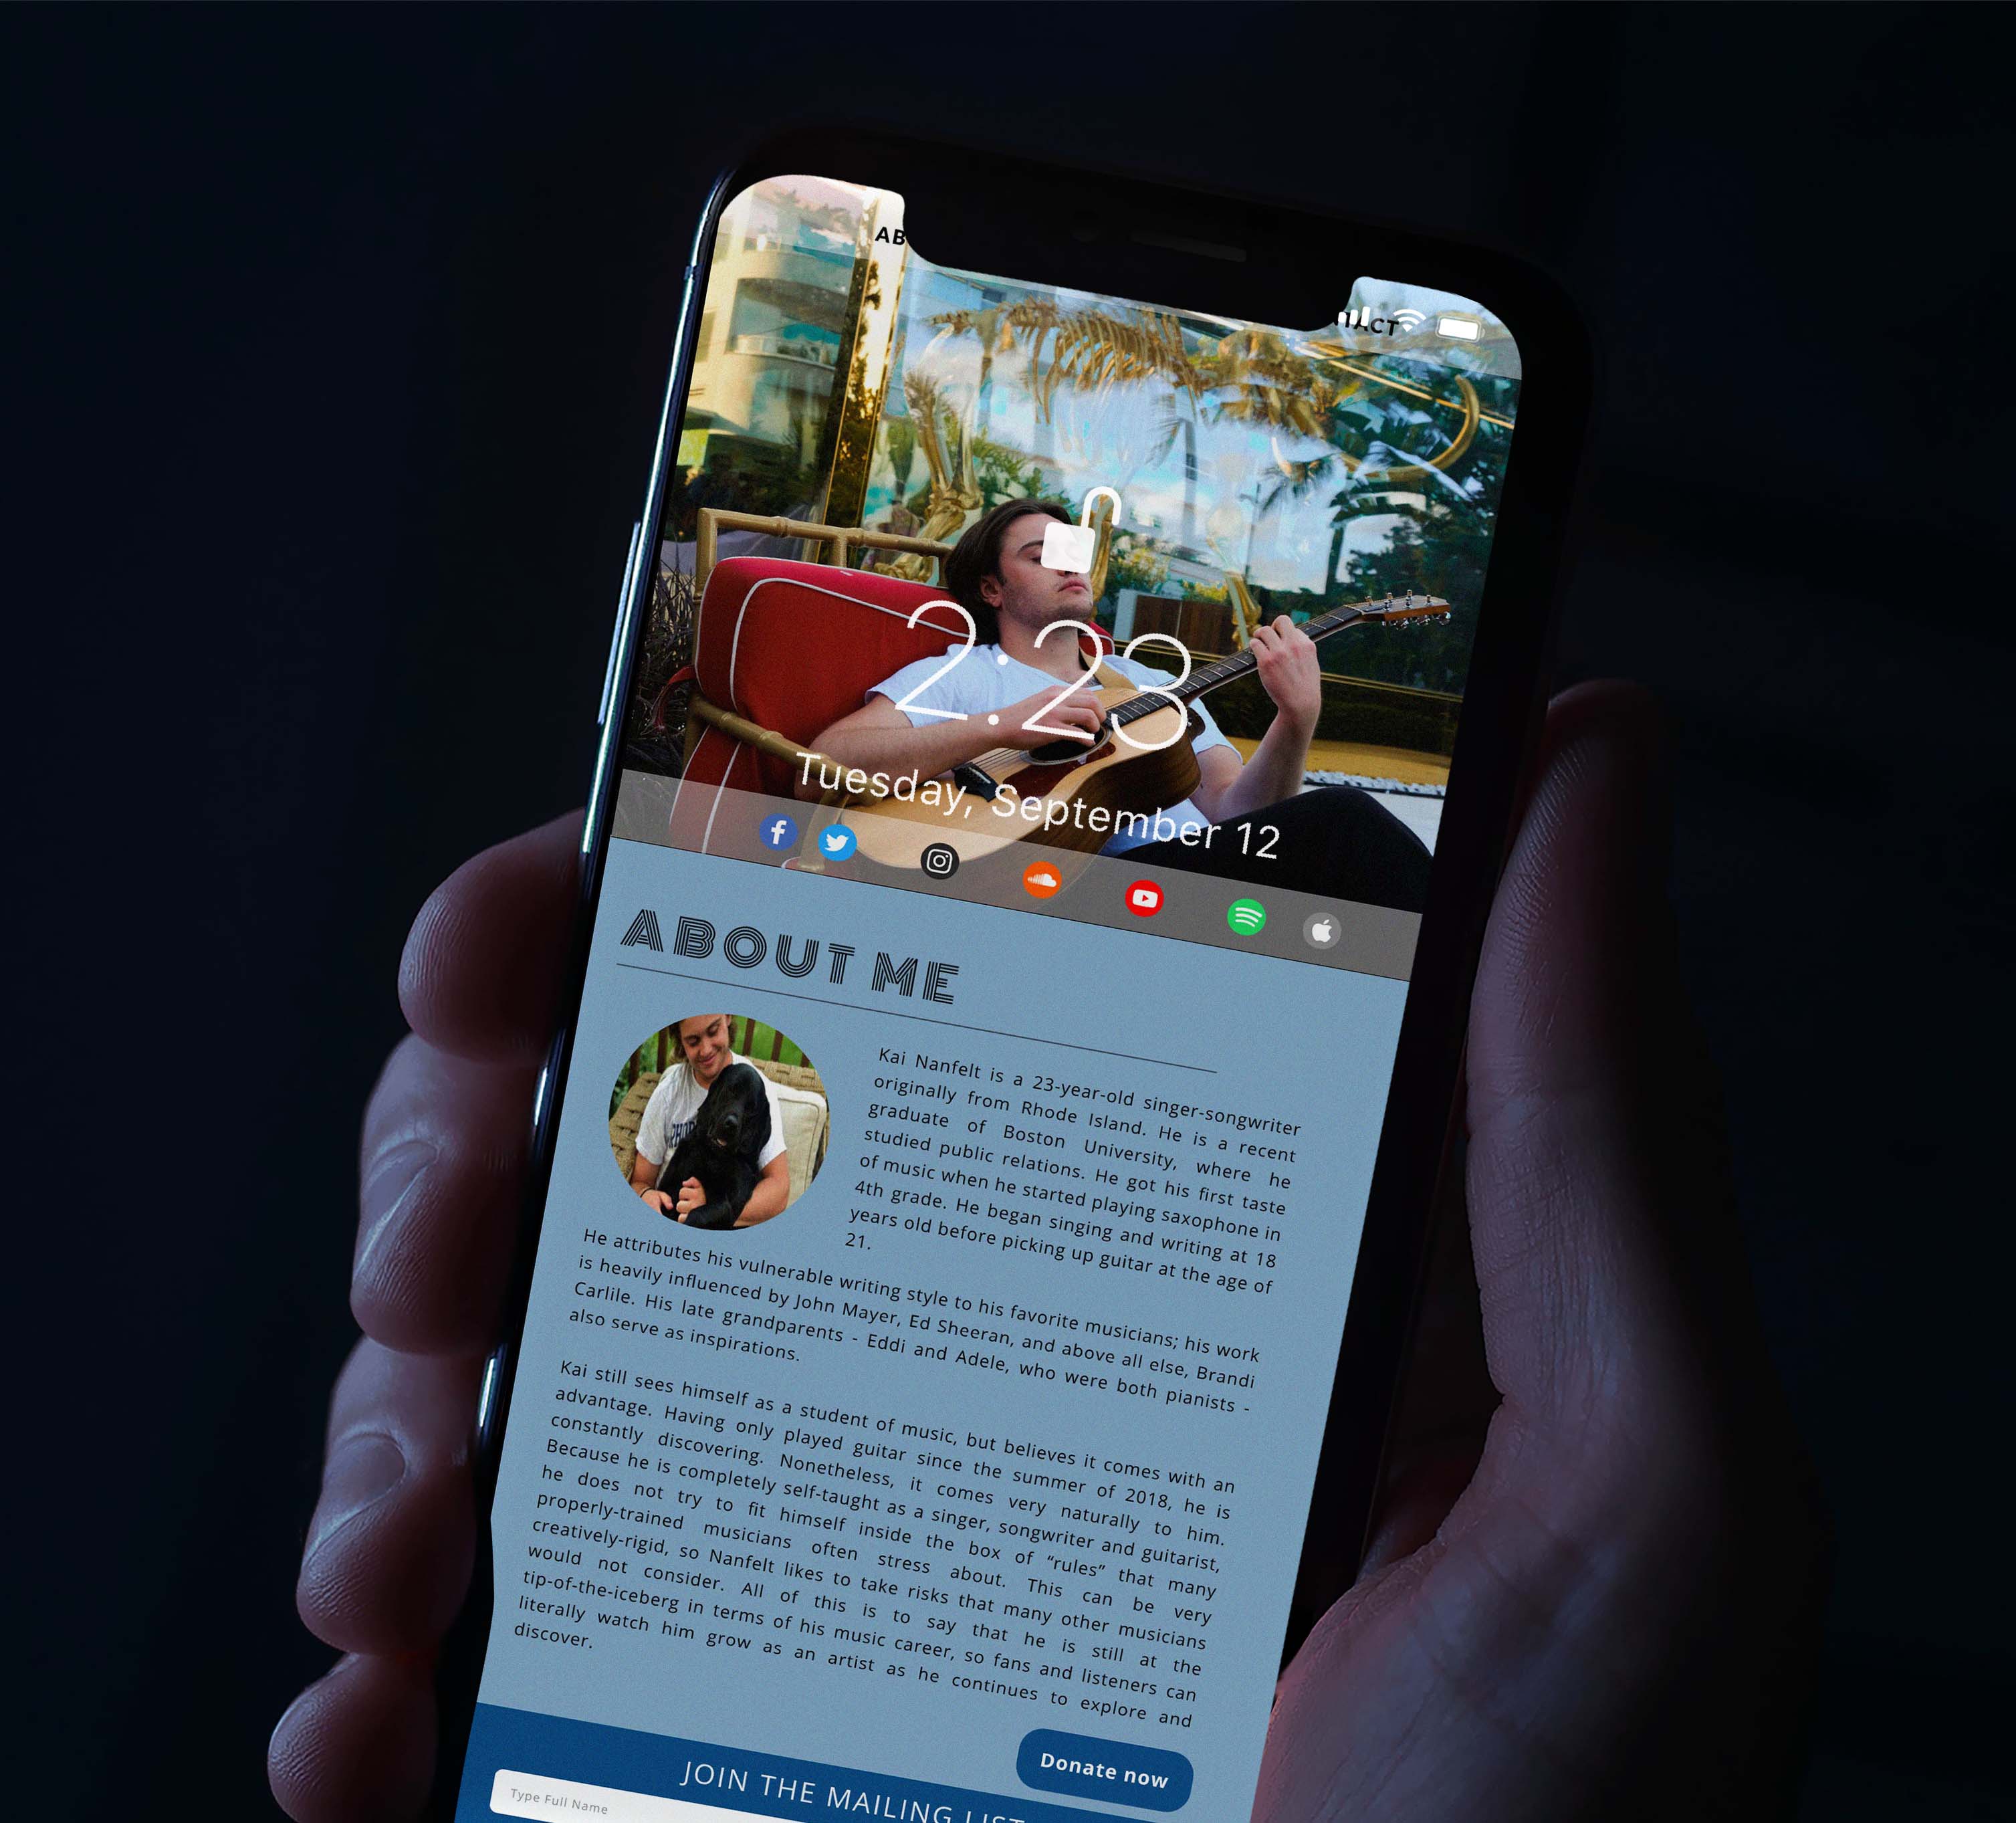 AB
ACT
2:23
Tuesday, September 12
ABOUT ME
Kai Nanfelt is a 23-year-old singer-songwriter
originally from Rhode Island. He is a recent
graduate of Boston University, where he
studied public relations. He got his first taste
of music when he started playing saxophone in
4th grade. He began singing and writing at 18
years old before picking up guitar at the age of
21.
He attributes his vulnerable writing style to his favorite musicians; his work
is heavily influenced by John Mayer, Ed Sheeran, and above all else, Brandi
Carlile. His late grandparents - Eddi and Adele, who were both pianists -
also serve as inspirations.
Kai still sees himself as a student of music, but believes it comes with an
advantage. Having only played guitar since the summer of 2018, he is
constantly discovering. Nonetheless, it comes very naturally to him.
Because he is completely self-taught as a singer, songwriter and guitarist,
he does not try to fit himself inside the box of “rules” that many
properly-trained musicians often stress about. This can be very
creatively-rigid, so Nanfelt likes to take risks that many other musicians
would not consider. All of this is to say that he is still at the
tip-of-the-iceberg in terms of his music career, so fans and listeners can
literally watch him grow as an artist as he continues to explore and
discover.
Donate now
JOIN THE MAILING LIST
Type Full Name